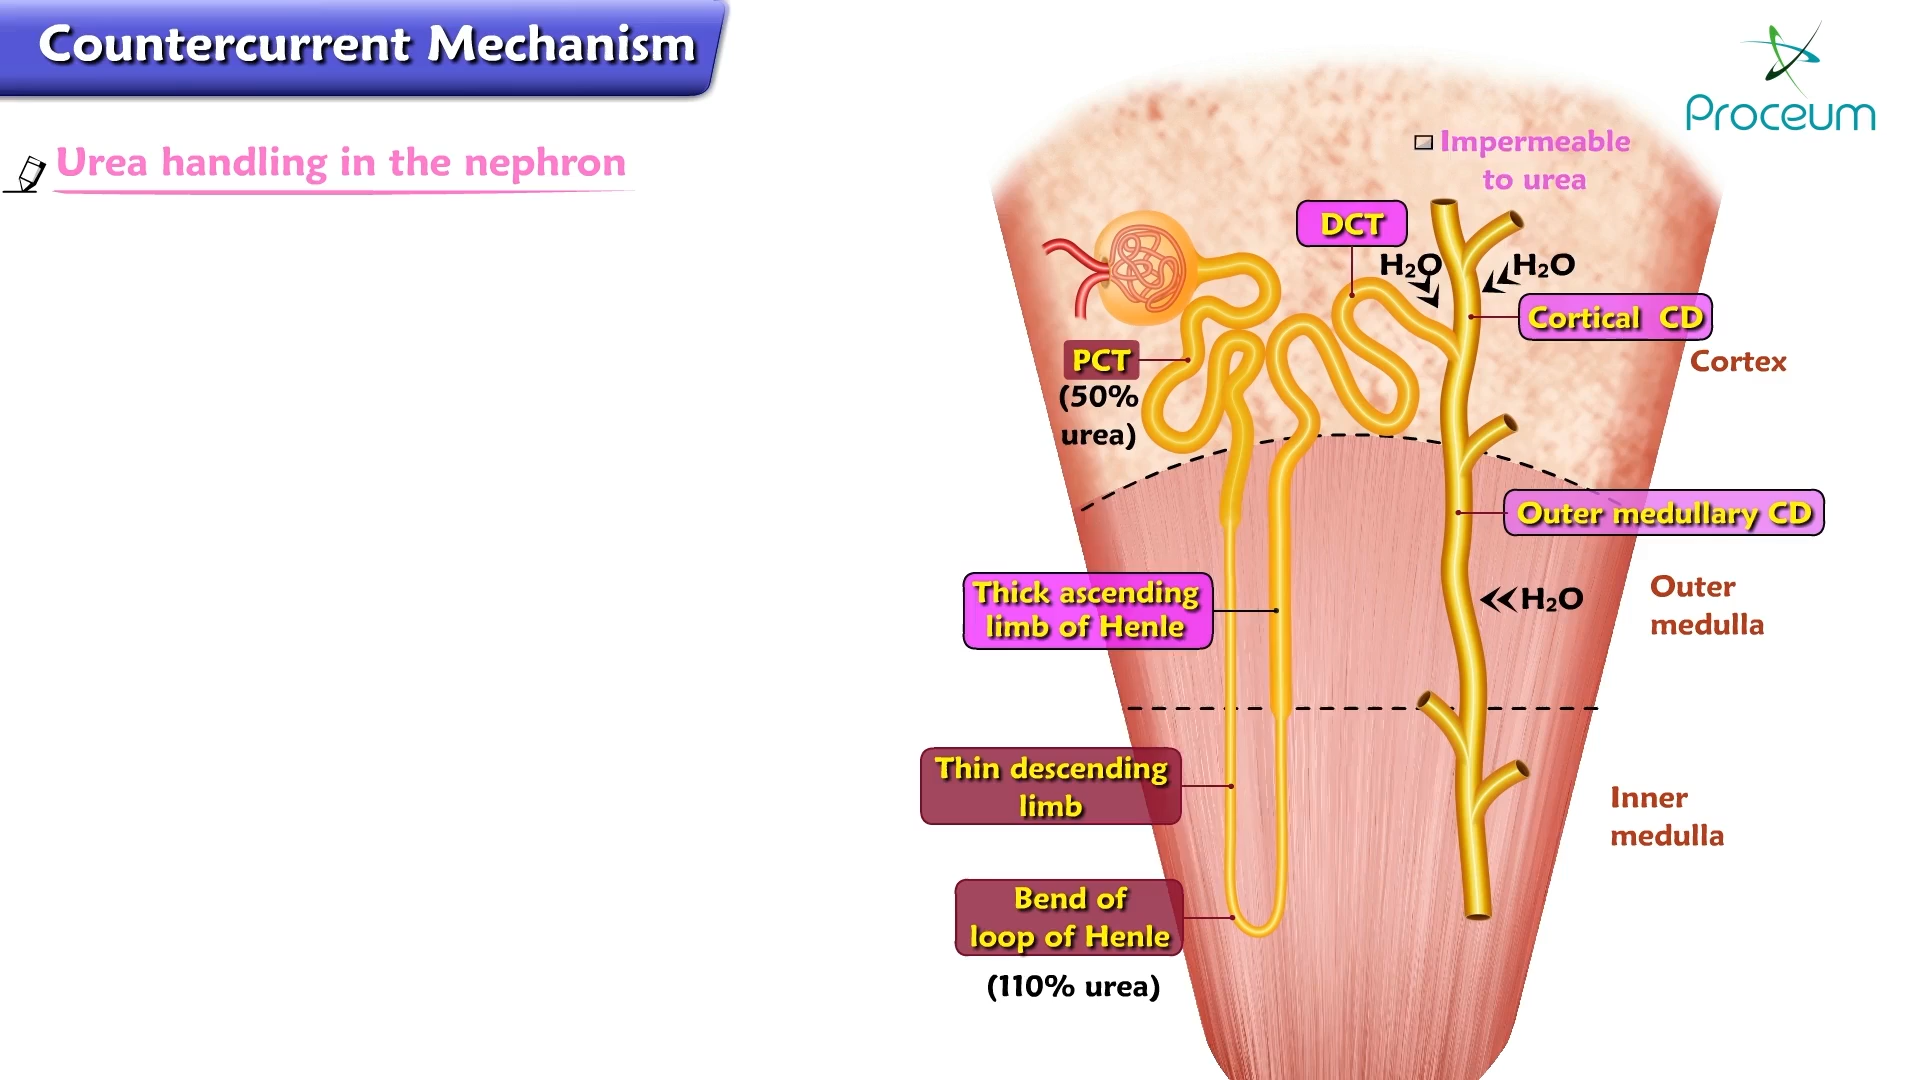 Countercurrent Mechanism
Proceum
Urea handling in the nephron
Impermeable
to urea
DCT
H₂O
H₂O
Cortical CD
PCT
(50%
urea)
Cortex
Outer medullary CD
Thick ascending
limb of Henle
H₂O
Outer
medulla
Thin descending
limb
Inner
medulla
Bend of
loop of Henle
(110% urea)